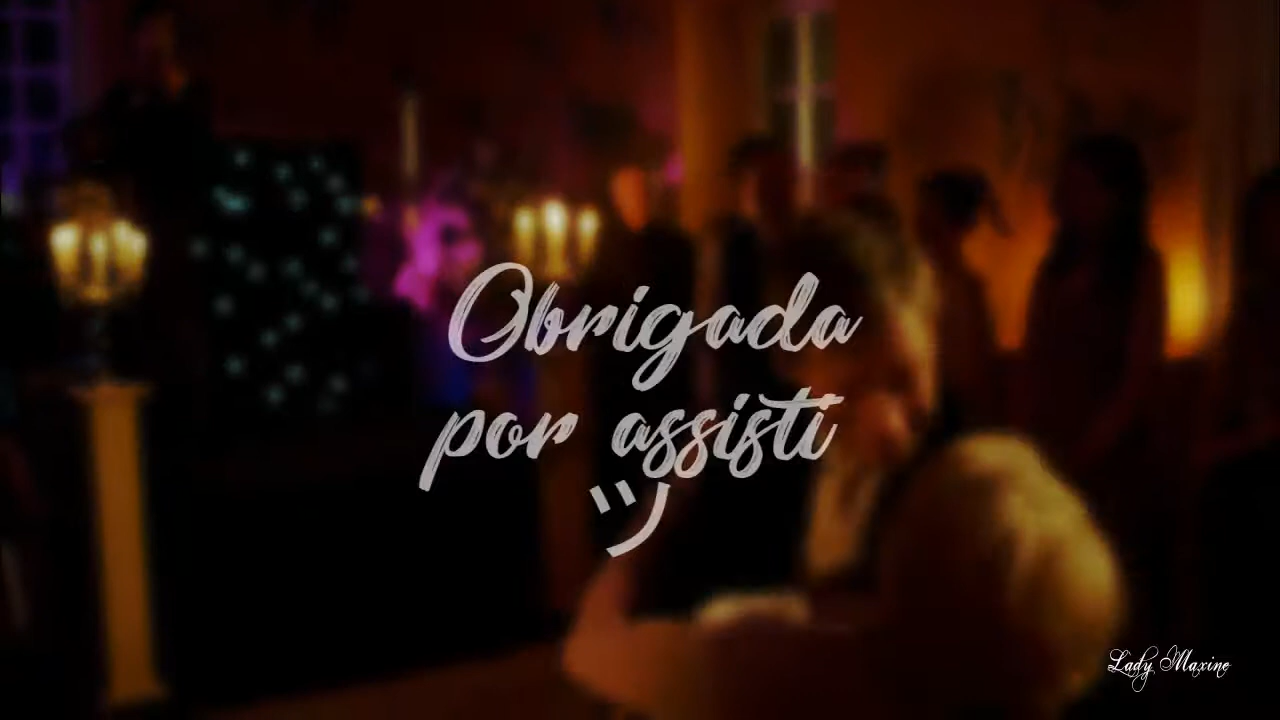 Obrigada
por assisti
ツ
Lady Maxine